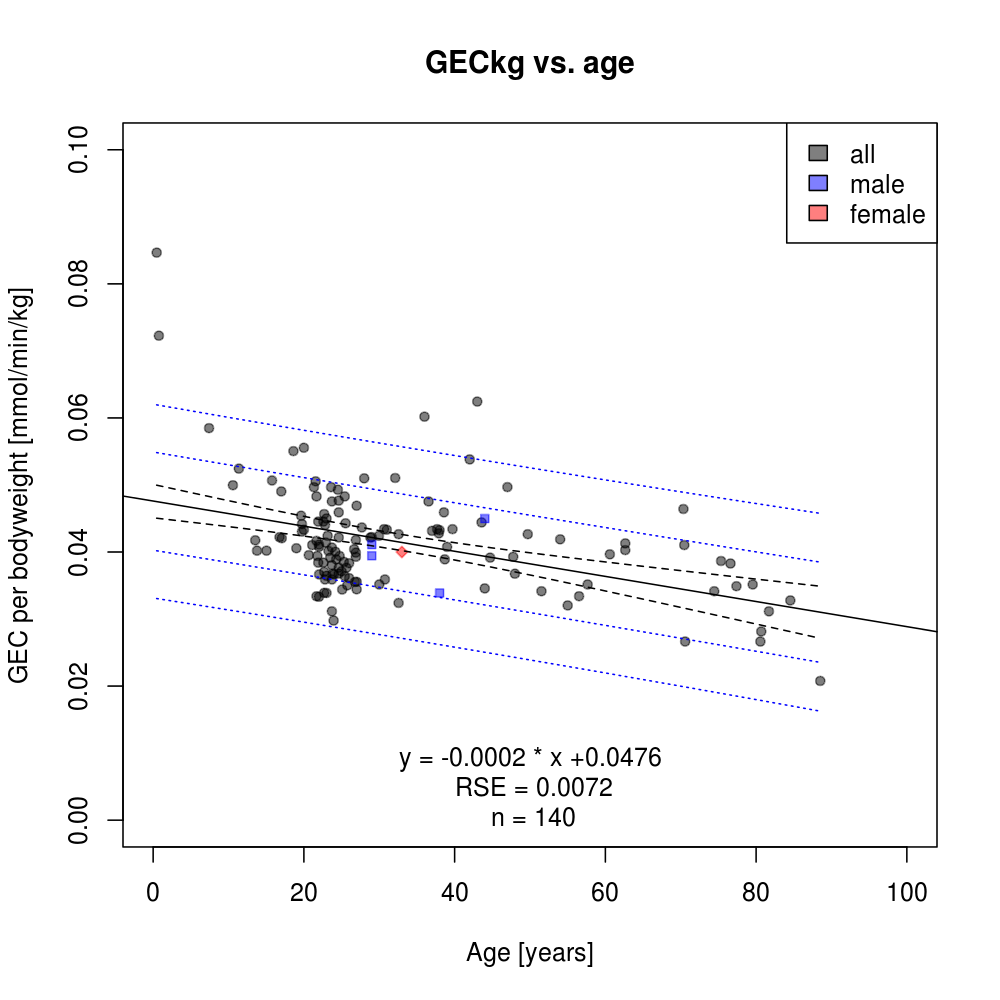 GECkg vs. age
all
male
female
GEC per bodyweight [mmol/min/kg]
0.10
0.08
0.06
0.04
0.02
0.00
y = -0.0002 * x +0.0476
RSE = 0.0072
n = 140
0 20 40 60 80 100
Age [years]